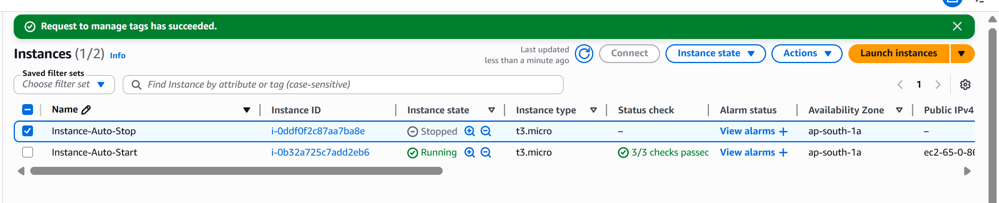 Request to manage tags has succeeded.
Instances (1/2) Info
Last updated
less than a minute ago
Connect
Instance state
Actions
Launch instances
Saved filter sets
Choose filter set
Find Instance by attribute or tag (case-sensitive)
1
Name Instance ID Instance state Instance type Status check Alarm status Availability Zone Public IPv4
Instance-Auto-Stop i-0ddf0f2c87aa7ba8e Stopped t3.micro – View alarms + ap-south-1a –
Instance-Auto-Start i-0b32a725c7add2eb6 Running t3.micro 3/3 checks passec View alarms + ap-south-1a ec2-65-0-86